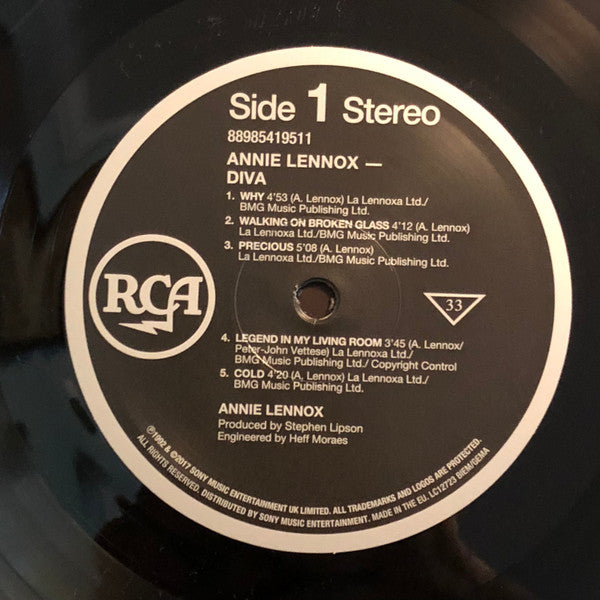 Side 1 Stereo
88985419511
ANNIE LENNOX —
DIVA
1. WHY 4'53 (A. Lennox) La Lennoxa Ltd./
BMG Music Publishing Ltd.
2. WALKING ON BROKEN GLASS 4'12 (A. Lennox)
La Lennoxa Ltd./BMG Music Publishing Ltd.
3. PRECIOUS 5'08 (A. Lennox)
La Lennoxa Ltd./BMG Music Publishing Ltd.
RCA
33
4. LEGEND IN MY LIVING ROOM 3'45 (A. Lennox/
Peter-John Vettese) La Lennoxa Ltd./
BMG Music Publishing Ltd./ Copyright Control
5. COLD 4'20 (A. Lennox) La Lennoxa Ltd./
BMG Music Publishing Ltd.
ANNIE LENNOX
Produced by Stephen Lipson
Engineered by Heff Moraes
℗1992 & ©2017 SONY MUSIC ENTERTAINMENT UK LIMITED. ALL TRADEMARKS AND LOGOS ARE PROTECTED.
ALL RIGHTS RESERVED. DISTRIBUTED BY SONY MUSIC ENTERTAINMENT. MADE IN THE EU. LC12723 BIEM/GEMA